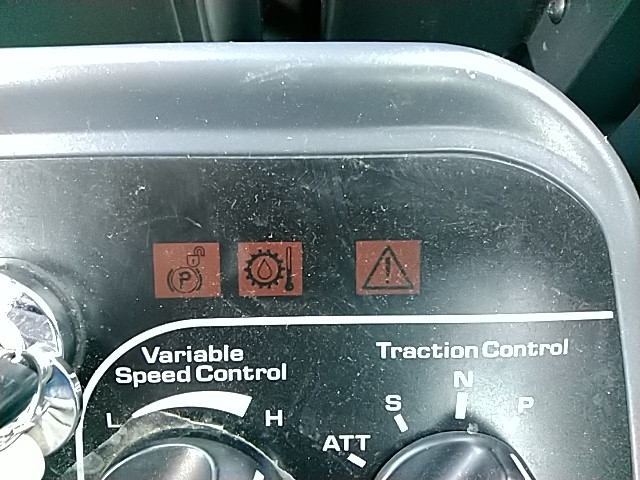 P
Variable
Speed Control
L H
Traction Control
N
S P
ATT